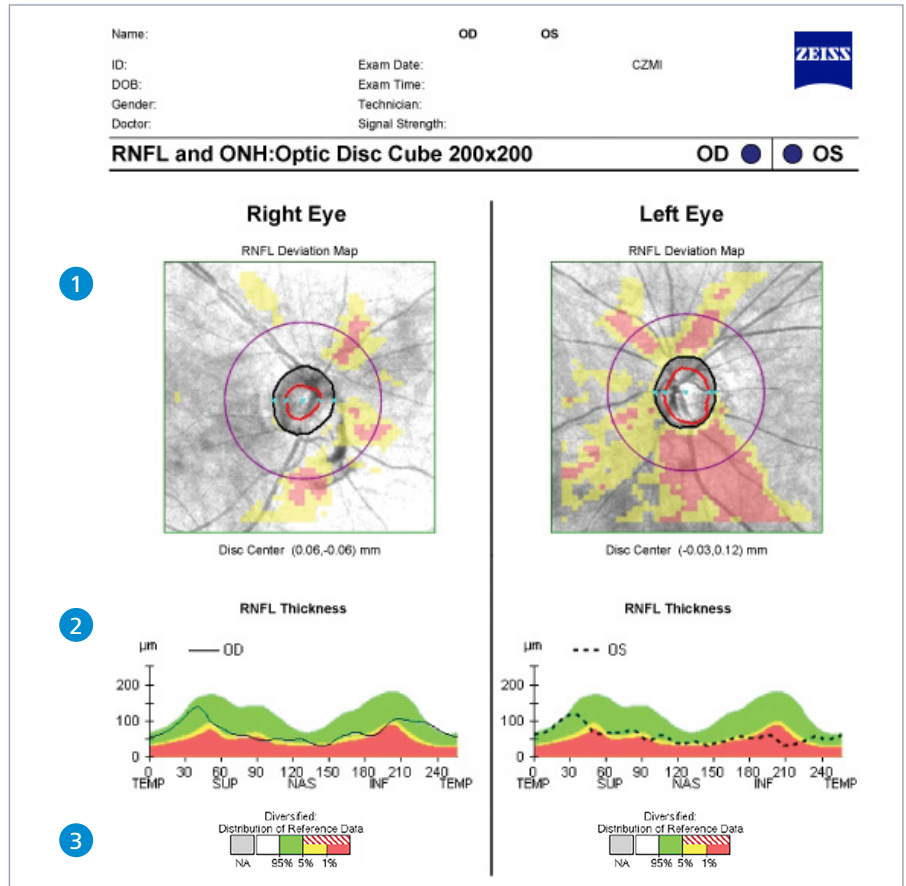 Name: OD OS
ZEISS
ID: Exam Date: CZMI
DOB: Exam Time:
Gender: Technician:
Doctor: Signal Strength:
RNFL and ONH:Optic Disc Cube 200x200 OD OS
Right Eye Left Eye
RNFL Deviation Map RNFL Deviation Map
1
Disc Center (0.06,-0.06) mm Disc Center (-0.03,0.12) mm
RNFL Thickness RNFL Thickness
2
µm OD µm OS
200 200
100 100
0 0
0 30 60 90 120 150 180 210 240 0 30 60 90 120 150 180 210 240
TEMP SUP NAS INF TEMP TEMP SUP NAS INF TEMP
Diversified: Diversified:
Distribution of Reference Data Distribution of Reference Data
3
NA 95% 5% 1% NA 95% 5% 1%